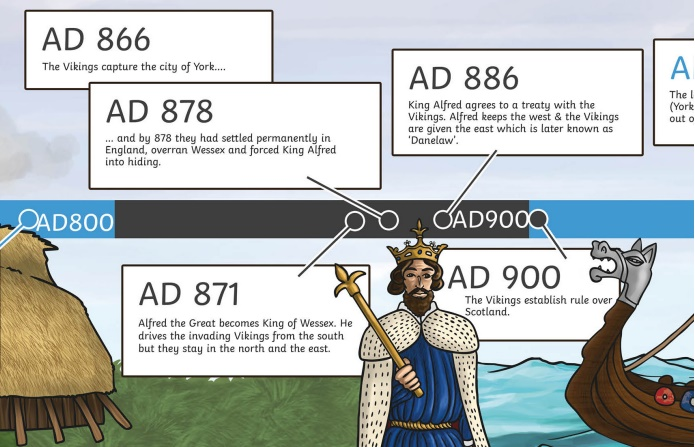 AD 866
The Vikings capture the city of York....
AD 878
... and by 878 they had settled permanently in
England, overran Wessex and forced King Alfred
into hiding.
AD 886
King Alfred agrees to a treaty with the
Vikings. Alfred keeps the west & the Vikings
are given the east which is later known as
'Danelaw'.
The
(York
out
AD800
AD900
AD 871
Alfred the Great becomes King of Wessex. He
drives the invading Vikings from the south
but they stay in the north and the east.
AD 900
The Vikings establish rule over
Scotland.